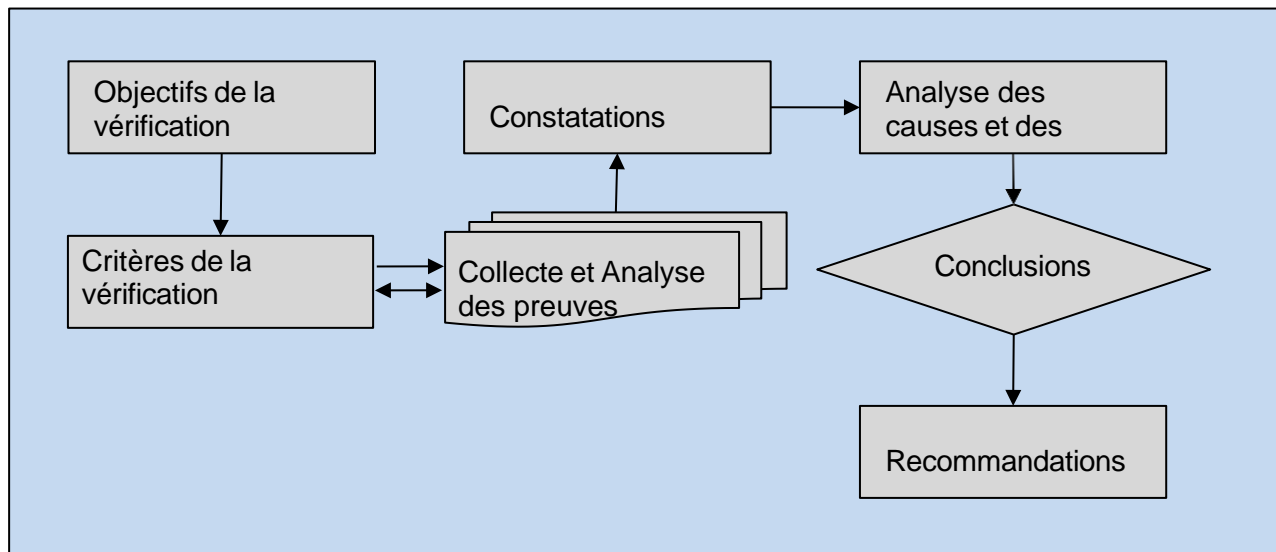 Objectifs de la
vérification
Constatations
Analyse des
causes et des
Critères de la
vérification
Collecte et Analyse
des preuves
Conclusions
Recommandations